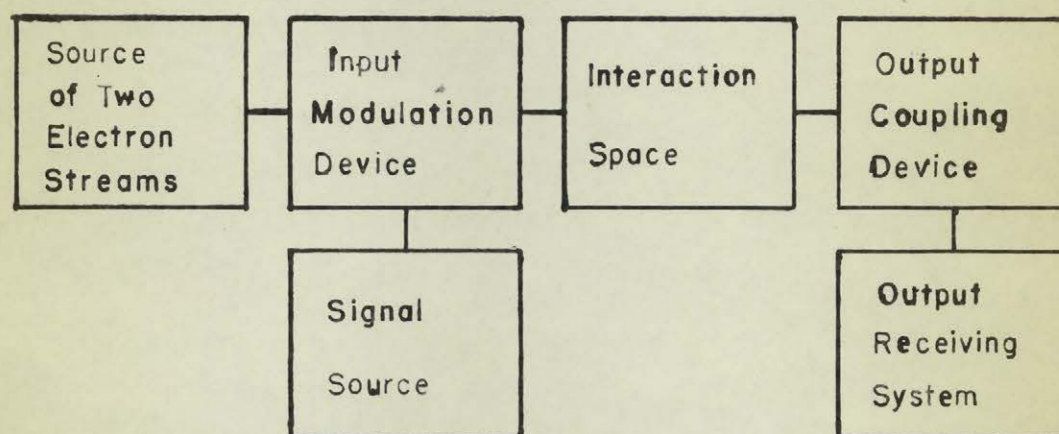 Source
of Two
Electron
Streams
Input
Modulation
Device
Interaction
Space
Output
Coupling
Device
Signal
Source
Output
Receiving
System